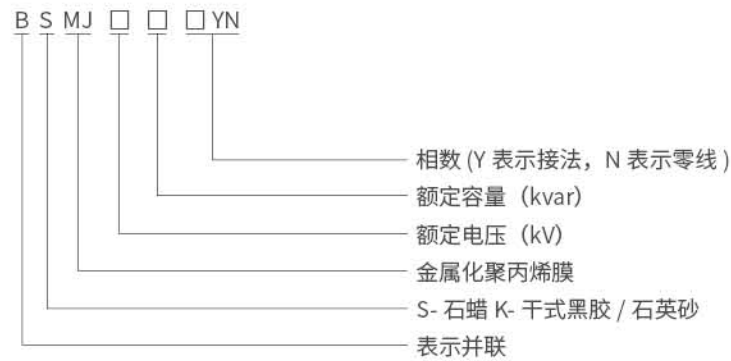 B S MJ □ □ □ YN
相数 (Y 表示接法，N 表示零线 )
额定容量（kvar）
额定电压（kV）
金属化聚丙烯膜
S- 石蜡 K- 干式黑胶 / 石英砂
表示并联